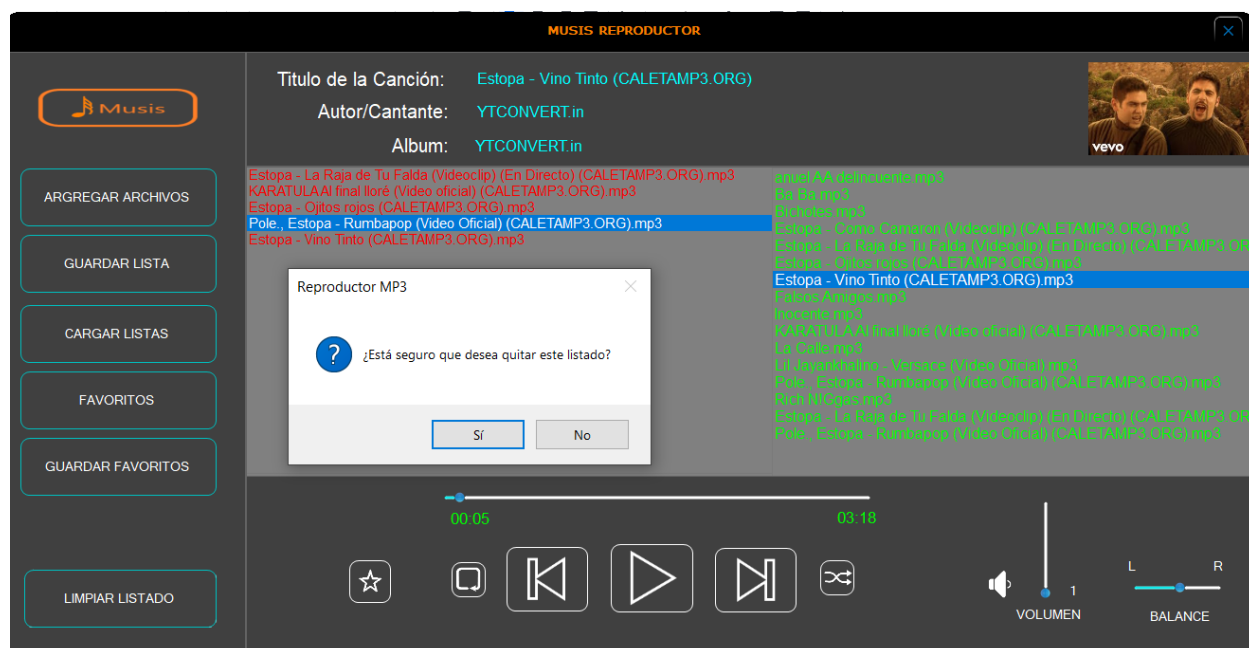 MUSIS REPRODUCTOR
Musis
Titulo de la Canción: Estopa - Vino Tinto (CALETAMP3.ORG)
Autor/Cantante: YTCONVERT.in
Album: YTCONVERT.in
vevo
ARGREGAR ARCHIVOS
GUARDAR LISTA
CARGAR LISTAS
FAVORITOS
GUARDAR FAVORITOS
LIMPIAR LISTADO
Estopa - La Raja de Tu Falda (Videoclip) (En Directo) (CALETAMP3.ORG).mp3
KARATULA Al final lloré (Video oficial) (CALETAMP3.ORG).mp3
Estopa - Ojitos rojos (CALETAMP3.ORG).mp3
Pole., Estopa - Rumbapop (Video Oficial) (CALETAMP3.ORG).mp3
Estopa - Vino Tinto (CALETAMP3.ORG).mp3
Reproductor MP3
¿Está seguro que desea quitar este listado?
Sí No
anuel AA delincuente.mp3
Ba Ba.mp3
Bicholes.mp3
Estopa - Como Camaron (Videoclip) (CALETAMP3.ORG).mp3
Estopa - La Raja de Tu Falda (Videoclip) (En Directo) (CALETAMP3.OR
Estopa - Ojitos rojos (CALETAMP3.ORG).mp3
Estopa - Vino Tinto (CALETAMP3.ORG).mp3
Falsos Amigos.mp3
Inocente.mp3
KARATULA Al final lloré (Video oficial) (CALETAMP3.ORG).mp3
La Calle.mp3
Lil Jayankhalino - Versace (Video Oficial).mp3
Pole., Estopa - Rumbapop (Video Oficial) (CALETAMP3.ORG).mp3
Rich N!Ggas.mp3
Estopa - La Raja de Tu Falda (Videoclip) (En Directo) (CALETAMP3.OR
Pole., Estopa - Rumbapop (Video Oficial) (CALETAMP3.ORG).mp3
00:05 03:18
1
VOLUMEN
L R
BALANCE